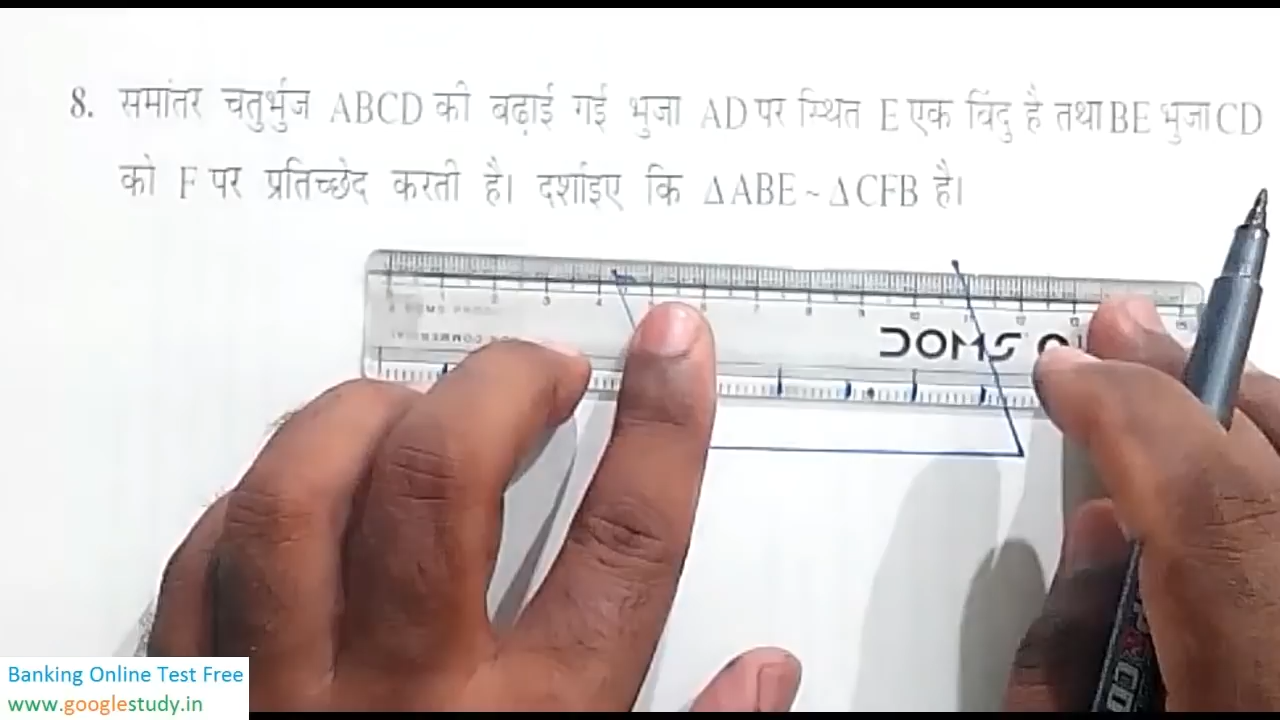 8. समांतर चतुर्भुज ABCD की बढ़ाई गई भुजा AD पर स्थित E एक बिंदु है तथा BE भुजा CD
को F पर प्रतिच्छेद करती है। दर्शाइए कि ΔABE ~ ΔCFB है।
DOMS
Banking Online Test Free
www.googlestudy.in